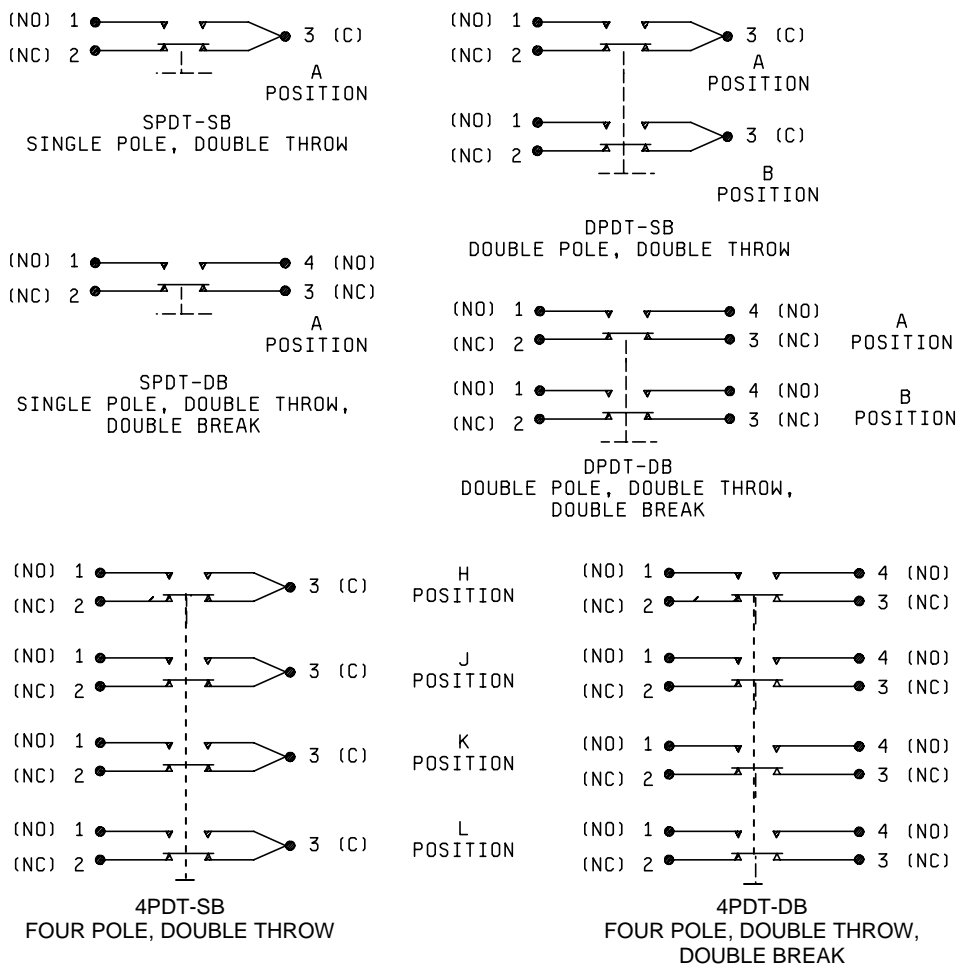 (NO) 1
3 (C)
(NC) 2
A
POSITION
SPDT-SB
SINGLE POLE, DOUBLE THROW
(NO) 1
3 (C)
(NC) 2
A
POSITION
(NO) 1
3 (C)
(NC) 2
B
POSITION
DPDT-SB
DOUBLE POLE, DOUBLE THROW
(NO) 1 4 (NO)
(NC) 2 3 (NC)
A
POSITION
SPDT-DB
SINGLE POLE, DOUBLE THROW,
DOUBLE BREAK
(NO) 1 4 (NO)
(NC) 2 3 (NC)
A
POSITION
(NO) 1 4 (NO)
(NC) 2 3 (NC)
B
POSITION
DPDT-DB
DOUBLE POLE, DOUBLE THROW,
DOUBLE BREAK
(NO) 1
3 (C)
(NC) 2
H
POSITION
(NO) 1
3 (C)
(NC) 2
J
POSITION
(NO) 1
3 (C)
(NC) 2
K
POSITION
(NO) 1
3 (C)
(NC) 2
L
POSITION
4PDT-SB
FOUR POLE, DOUBLE THROW
(NO) 1 4 (NO)
(NC) 2 3 (NC)
(NO) 1 4 (NO)
(NC) 2 3 (NC)
(NO) 1 4 (NO)
(NC) 2 3 (NC)
(NO) 1 4 (NO)
(NC) 2 3 (NC)
4PDT-DB
FOUR POLE, DOUBLE THROW,
DOUBLE BREAK